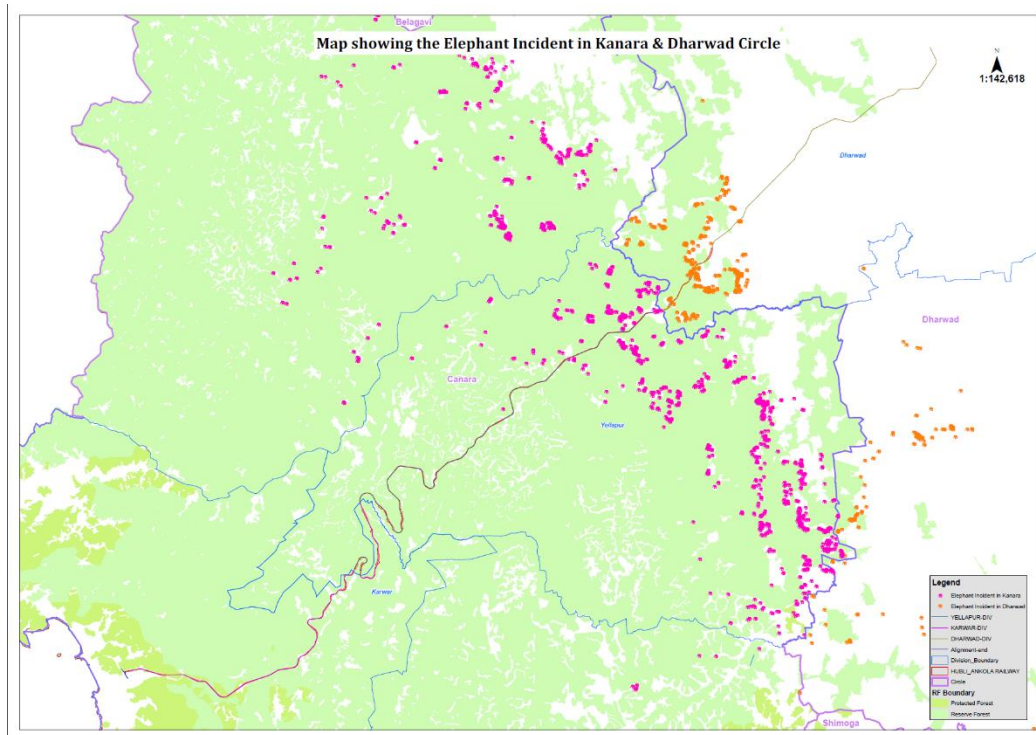 Belagavi
Map showing the Elephant Incident in Kanara & Dharwad Circle
N
1:142,618
Dharwad
Dharwad
Canara
Yellapur
Karwar
Shimoga
Legend
Elephant Incident in Kanara
Elephant Incident in Dharwad
YELLAPUR-DIV
KARWAR-DIV
DHARWAD-DIV
Alignment-end
Division_Boundary
HUBLI_ANKOLA RAILWAY
Circle
RF Boundary
Protected Forest
Reserve Forest